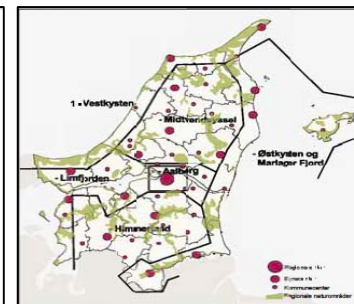 1 - Vestkysten
- Midtvendsyssel
- Østkysten og
Mariager Fjord
- Limfjorden
- Aalborg
Himmerland
Kommunecenter
Regionale naturområder